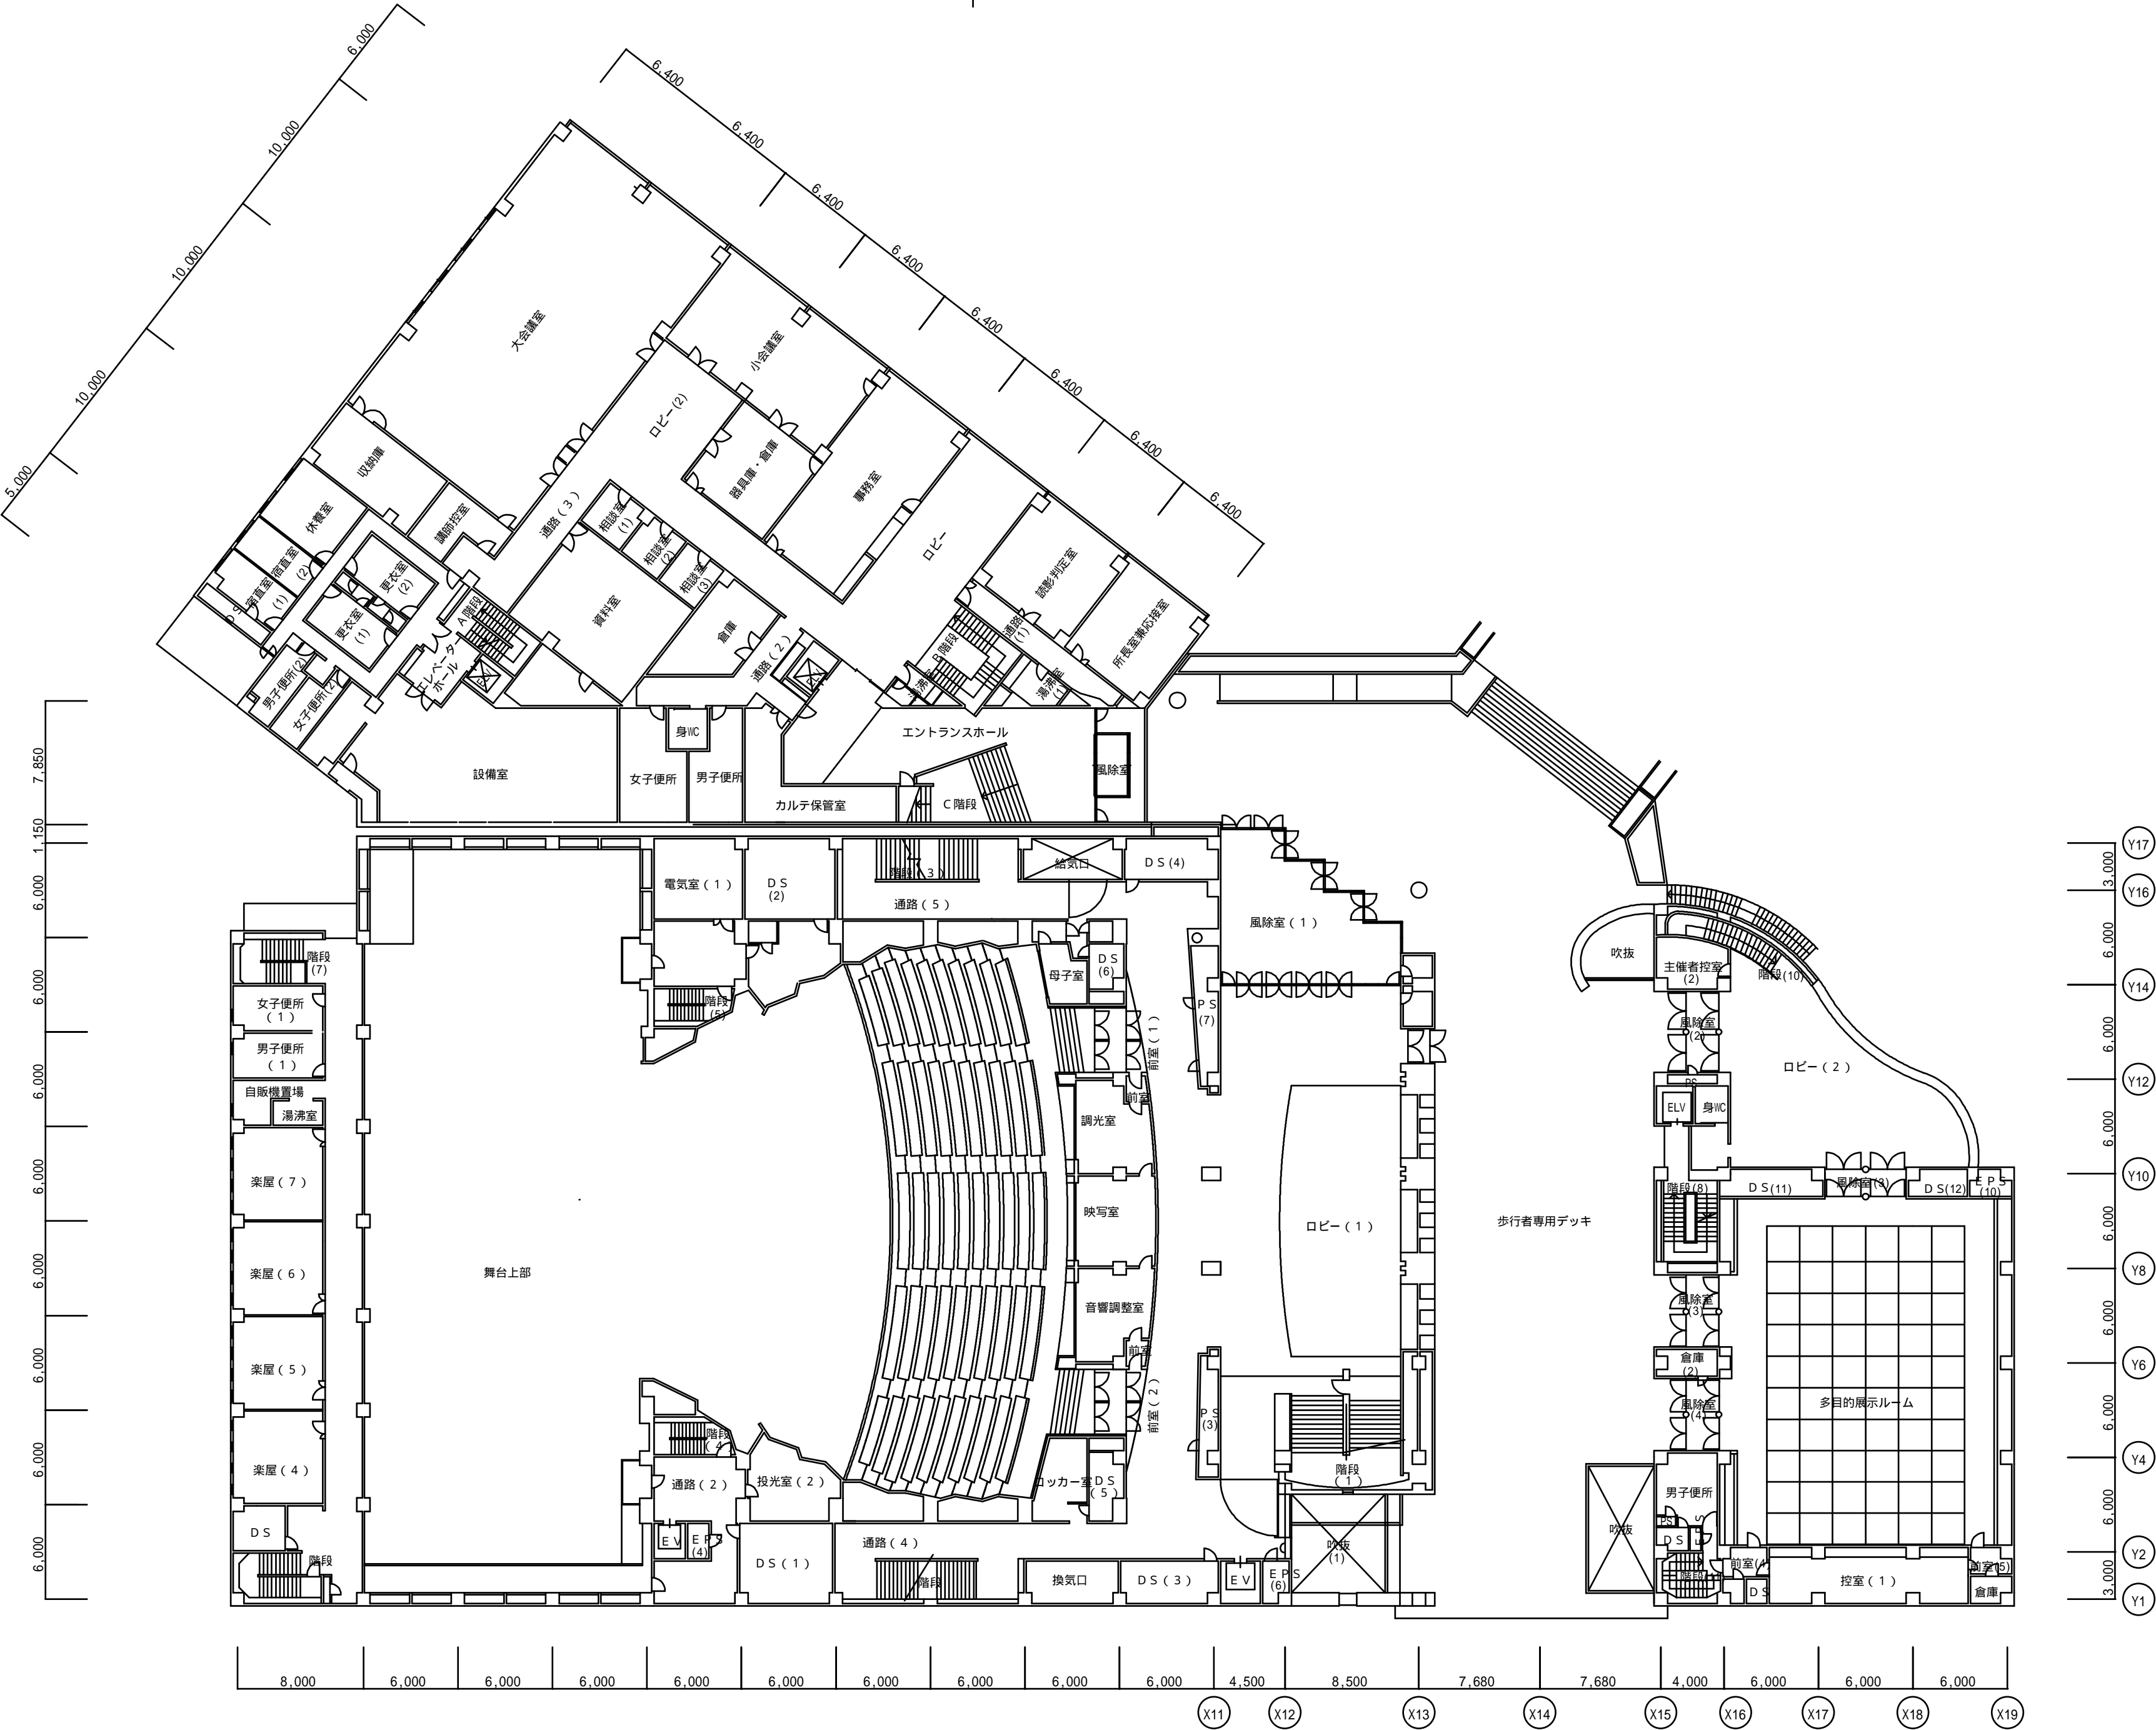 6,000
10,000
10,000
10,000
5,000
6,400
6,400
6,400
6,400
6,400
6,400
6,400
6,400
大会議室
小会議室
ロビー(2)
器具庫・倉庫
事務室
ロビー
収納庫
講師控室
通路(3)
相談室
(1)
相談室
(2)
相談室
(3)
休養室
宿直室
(2)
宿直室
(1)
更衣室
(2)
更衣室
(1)
A階段
資料室
倉庫
通路(2)
読影判定室
所長室兼応接室
通路
(1)
B階段
湯沸室
湯沸室
エレベーター
ホール
男子便所(2)
女子便所(2)
設備室
身WC
女子便所
男子便所
カルテ保管室
エントランスホール
C階段
風除室
7,850
1,150
6,000
6,000
6,000
6,000
6,000
6,000
6,000
6,000
電気室(1)
DS
(2)
階段(3)
通路(5)
給気口
DS(4)
風除室(1)
階段
(7)
女子便所
(1)
男子便所
(1)
自販機置場
湯沸室
楽屋(7)
楽屋(6)
楽屋(5)
楽屋(4)
DS
階段
舞台上部
階段
(5)
母子室
DS
(6)
PS
(7)
前室(1)
前室
調光室
映写室
音響調整室
前室
前室(2)
ロビー(1)
歩行者専用デッキ
階段
(4)
通路(2)
投光室(2)
EV
EPS
(4)
DS(1)
通路(4)
階段
ロッカー室
DS
(5)
換気口
DS(3)
PS
(3)
階段
(1)
EV
EPS
(6)
吹抜
(1)
吹抜
主催者控室
(2)
階段(10)
風除室
(2)
ロビー(2)
PS
ELV
身WC
階段(8)
DS(11)
風除室(3)
DS(12)
EPS
(10)
風除室
(3)
倉庫
(2)
風除室
(4)
多目的展示ルーム
男子便所
吹抜
PS
DS
前室(4
DS
控室(1)
前室(5)
倉庫
Y17
3,000
Y16
6,000
Y14
6,000
Y12
6,000
Y10
6,000
Y8
6,000
Y6
6,000
Y4
6,000
Y2
3,000
Y1
8,000
6,000
6,000
6,000
6,000
6,000
6,000
6,000
6,000
4,500
8,500
7,680
7,680
4,000
6,000
6,000
6,000
X11
X12
X13
X14
X15
X16
X17
X18
X19